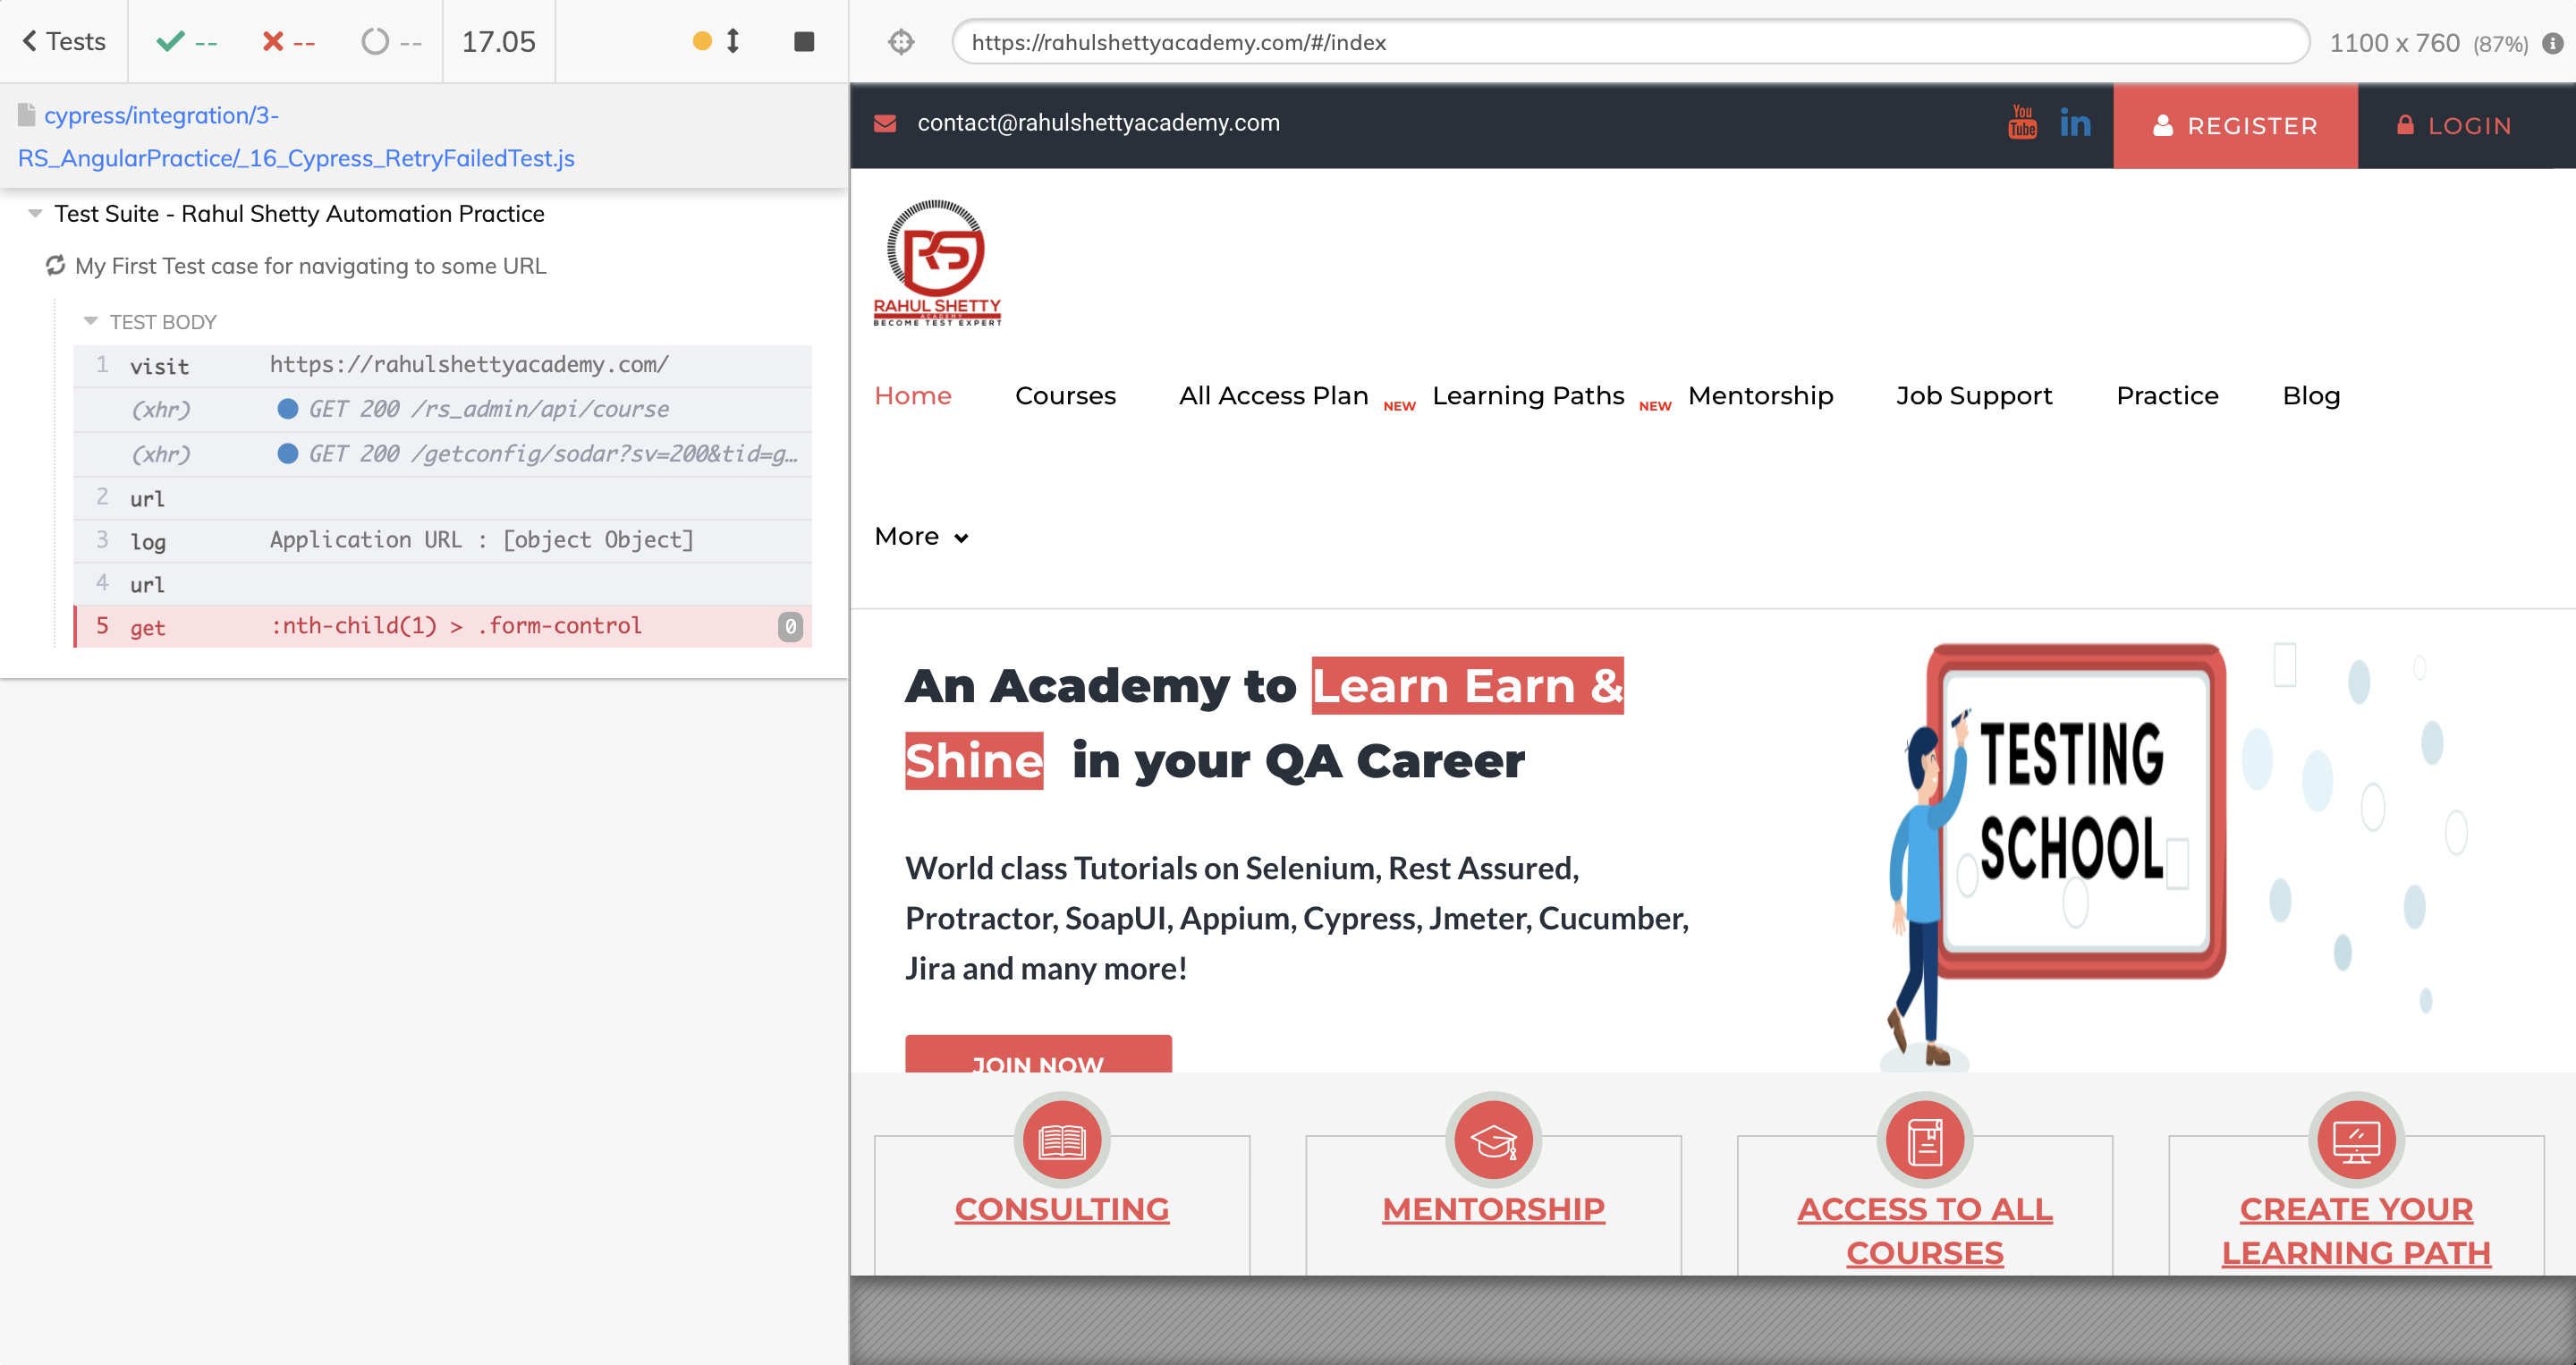 Tests
--
--
--
17.05
https://rahulshettyacademy.com/#/index
1100 x 760 (87%)
cypress/integration/3-
RS_AngularPractice/_16_Cypress_RetryFailedTest.js
Test Suite - Rahul Shetty Automation Practice
My First Test case for navigating to some URL
TEST BODY
1 visit https://rahulshettyacademy.com/
(xhr) GET 200 /rs_admin/api/course
(xhr) GET 200 /getconfig/sodar?sv=200&tid=g…
2 url
3 log Application URL : [object Object]
4 url
5 get :nth-child(1) > .form-control 0
contact@rahulshettyacademy.com
You
Tube
in
REGISTER
LOGIN
RS
RAHUL SHETTY
ACADEMY
BECOME TEST EXPERT
Home Courses All Access Plan NEW Learning Paths NEW Mentorship Job Support Practice Blog
More
An Academy to Learn Earn &
Shine in your QA Career
World class Tutorials on Selenium, Rest Assured,
Protractor, SoapUI, Appium, Cypress, Jmeter, Cucumber,
Jira and many more!
JOIN NOW
TESTING
SCHOOL
CONSULTING
MENTORSHIP
ACCESS TO ALL
COURSES
CREATE YOUR
LEARNING PATH